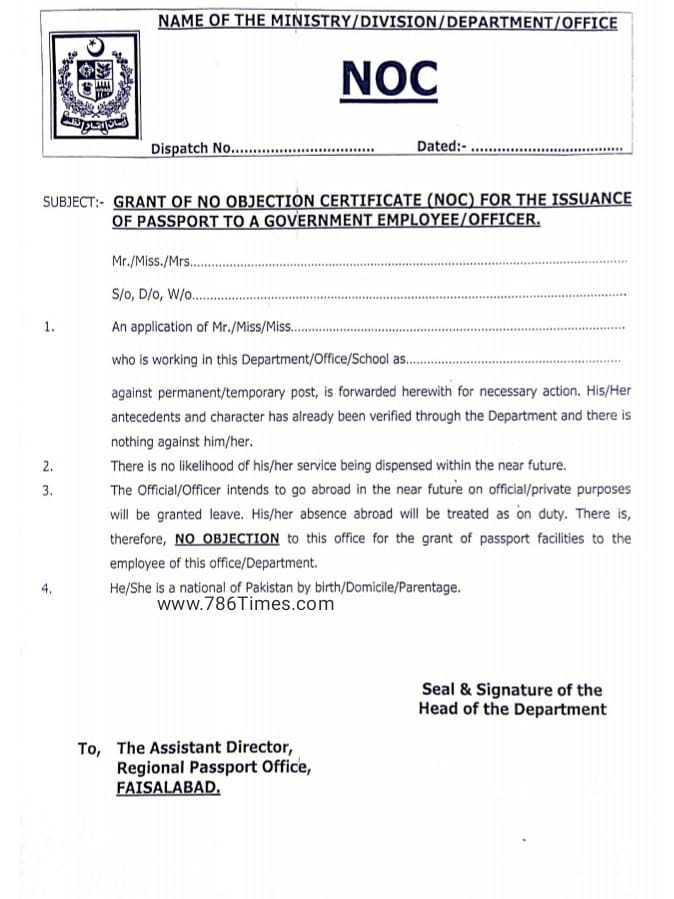 NAME OF THE MINISTRY/DIVISION/DEPARTMENT/OFFICE
NOC
Dispatch No................................ Dated:- ..................................
SUBJECT:- GRANT OF NO OBJECTION CERTIFICATE (NOC) FOR THE ISSUANCE
OF PASSPORT TO A GOVERNMENT EMPLOYEE/OFFICER.
Mr./Miss./Mrs....................................................................................................
S/o, D/o, W/o....................................................................................................
1. An application of Mr./Miss/Miss..............................................................................
who is working in this Department/Office/School as..................................................
against permanent/temporary post, is forwarded herewith for necessary action. His/Her
antecedents and character has already been verified through the Department and there is
nothing against him/her.
2. There is no likelihood of his/her service being dispensed within the near future.
3. The Official/Officer intends to go abroad in the near future on official/private purposes
will be granted leave. His/her absence abroad will be treated as on duty. There is,
therefore, NO OBJECTION to this office for the grant of passport facilities to the
employee of this office/Department.
4. He/She is a national of Pakistan by birth/Domicile/Parentage.
www.786Times.com
Seal & Signature of the
Head of the Department
To, The Assistant Director,
Regional Passport Office,
FAISALABAD.